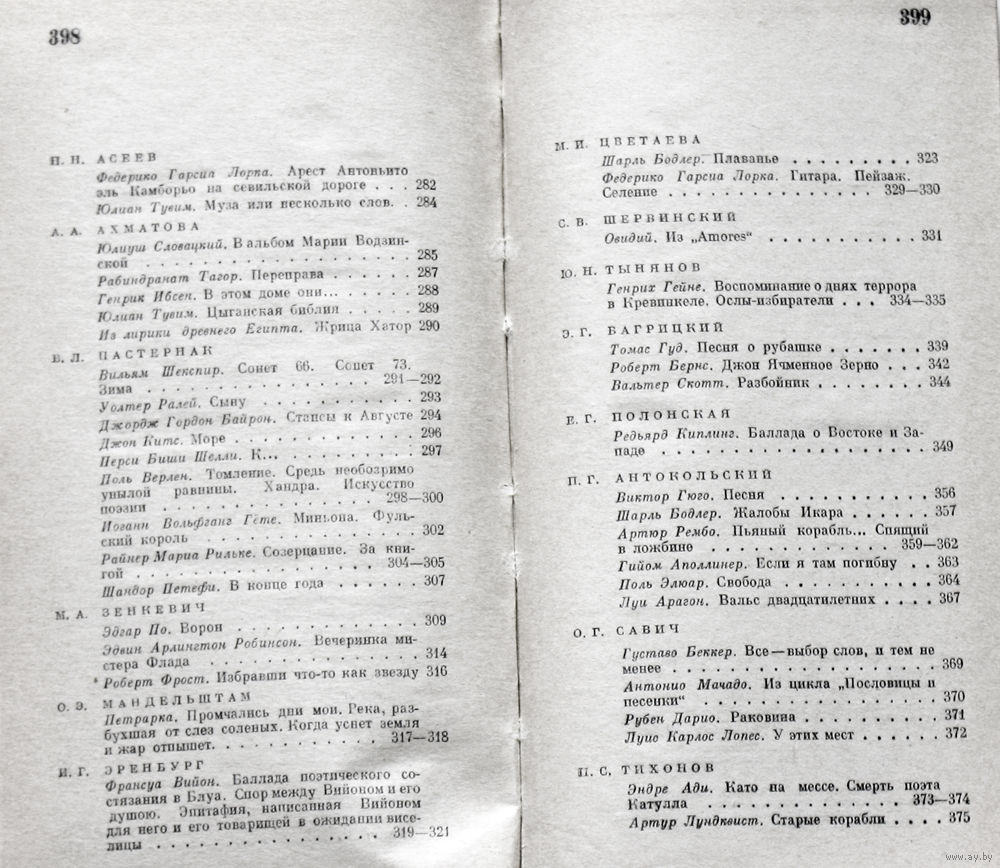 398
Н. Н. АСЕЕВ
Федерико Гарсиа Лорка. Арест Антоньито
эль Камборьо на севильской дороге . . . 282
Юлиан Тувим. Муза или несколько слов. . 284
А. А. АХМАТОВА
Юлиуш Словацкий. В альбом Марии Водзин-
ской . . . . . . . . . . . . . . . . 285
Рабиндранат Тагор. Переправа . . . . . . 287
Генрик Ибсен. В этом доме они... . . . . . 288
Юлиан Тувим. Цыганская библия . . . . . 289
Из лирики древнего Египта. Жрица Хатор 290
Б. Л. ПАСТЕРНАК
Вильям Шекспир. Сонет 66. Сонет 73.
Зима . . . . . . . . . . . . . . 291—292
Уолтер Ралей. Сыну . . . . . . . . . . 293
Джордж Гордон Байрон. Стансы к Августе 294
Джон Китс. Море . . . . . . . . . . . 296
Перси Биши Шелли. К... . . . . . . . . . 297
Поль Верлен. Томление. Средь необозримо
унылой равнины. Хандра. Искусство
поэзии . . . . . . . . . . . . . 298—300
Иоганн Вольфганг Гёте. Миньона. Фуль-
ский король . . . . . . . . . . . . . 302
Райнер Мариа Рильке. Созерцание. За кни-
гой . . . . . . . . . . . . . . . 304—305
Шандор Петефи. В конце года . . . . . . 307
М. А. ЗЕНКЕВИЧ
Эдгар По. Ворон . . . . . . . . . . . 309
Эдвин Арлингтон Робинсон. Вечеринка ми-
стера Флада . . . . . . . . . . . . . 314
Роберт Фрост. Избравши что-то как звезду 316
О. Э. МАНДЕЛЬШТАМ
Петрарка. Промчались дни мои. Река, раз-
бухшая от слез соленых. Когда уснет земля
и жар отпышет. . . . . . . . . . . 317—318
И. Г. ЭРЕНБУРГ
Франсуа Вийон. Баллада поэтического со-
стязания в Блуа. Спор между Вийоном и его
душою. Эпитафия, написанная Вийоном
для него и его товарищей в ожидании висе-
лицы . . . . . . . . . . . . . . 319—321
399
М. И. ЦВЕТАЕВА
Шарль Бодлер. Плаванье . . . . . . . . . 323
Федерико Гарсиа Лорка. Гитара. Пейзаж.
Селение . . . . . . . . . . . . . 329—330
С. В. ШЕРВИНСКИЙ
Овидий. Из „Amores“ . . . . . . . . . . . 331
Ю. Н. ТЫНЯНОВ
Генрих Гейне. Воспоминание о днях террора
в Кревинкеле. Ослы-избиратели . . . 334—335
Э. Г. БАГРИЦКИЙ
Томас Гуд. Песня о рубашке . . . . . . . 339
Роберт Бернс. Джон Ячменное Зерно . . . 342
Вальтер Скотт. Разбойник . . . . . . . . 344
Е. Г. ПОЛОНСКАЯ
Редьярд Киплинг. Баллада о Востоке и За-
паде . . . . . . . . . . . . . . . . . 349
П. Г. АНТОКОЛЬСКИЙ
Виктор Гюго. Песня . . . . . . . . . . . 356
Шарль Бодлер. Жалобы Икара . . . . . . 357
Артюр Рембо. Пьяный корабль... Спящий
в ложбине . . . . . . . . . . . . 359—362
Гийом Аполлинер. Если я там погибну . . 363
Поль Элюар. Свобода . . . . . . . . . . 364
Луи Арагон. Вальс двадцатилетних . . . . 367
О. Г. САВИЧ
Густаво Беккер. Все — выбор слов, и тем не
менее . . . . . . . . . . . . . . . . 369
Антонио Мачадо. Из цикла „Пословицы и
песенки“ . . . . . . . . . . . . . . . 370
Рубен Дарио. Раковина . . . . . . . . . . 371
Луис Карлос Лопес. У этих мест . . . . . . 372
Н. С. ТИХОНОВ
Эндре Ади. Като на мессе. Смерть поэта
Катулла . . . . . . . . . . . . . 373—374
Артур Лундквист. Старые корабли . . . . 375
www.ay.by